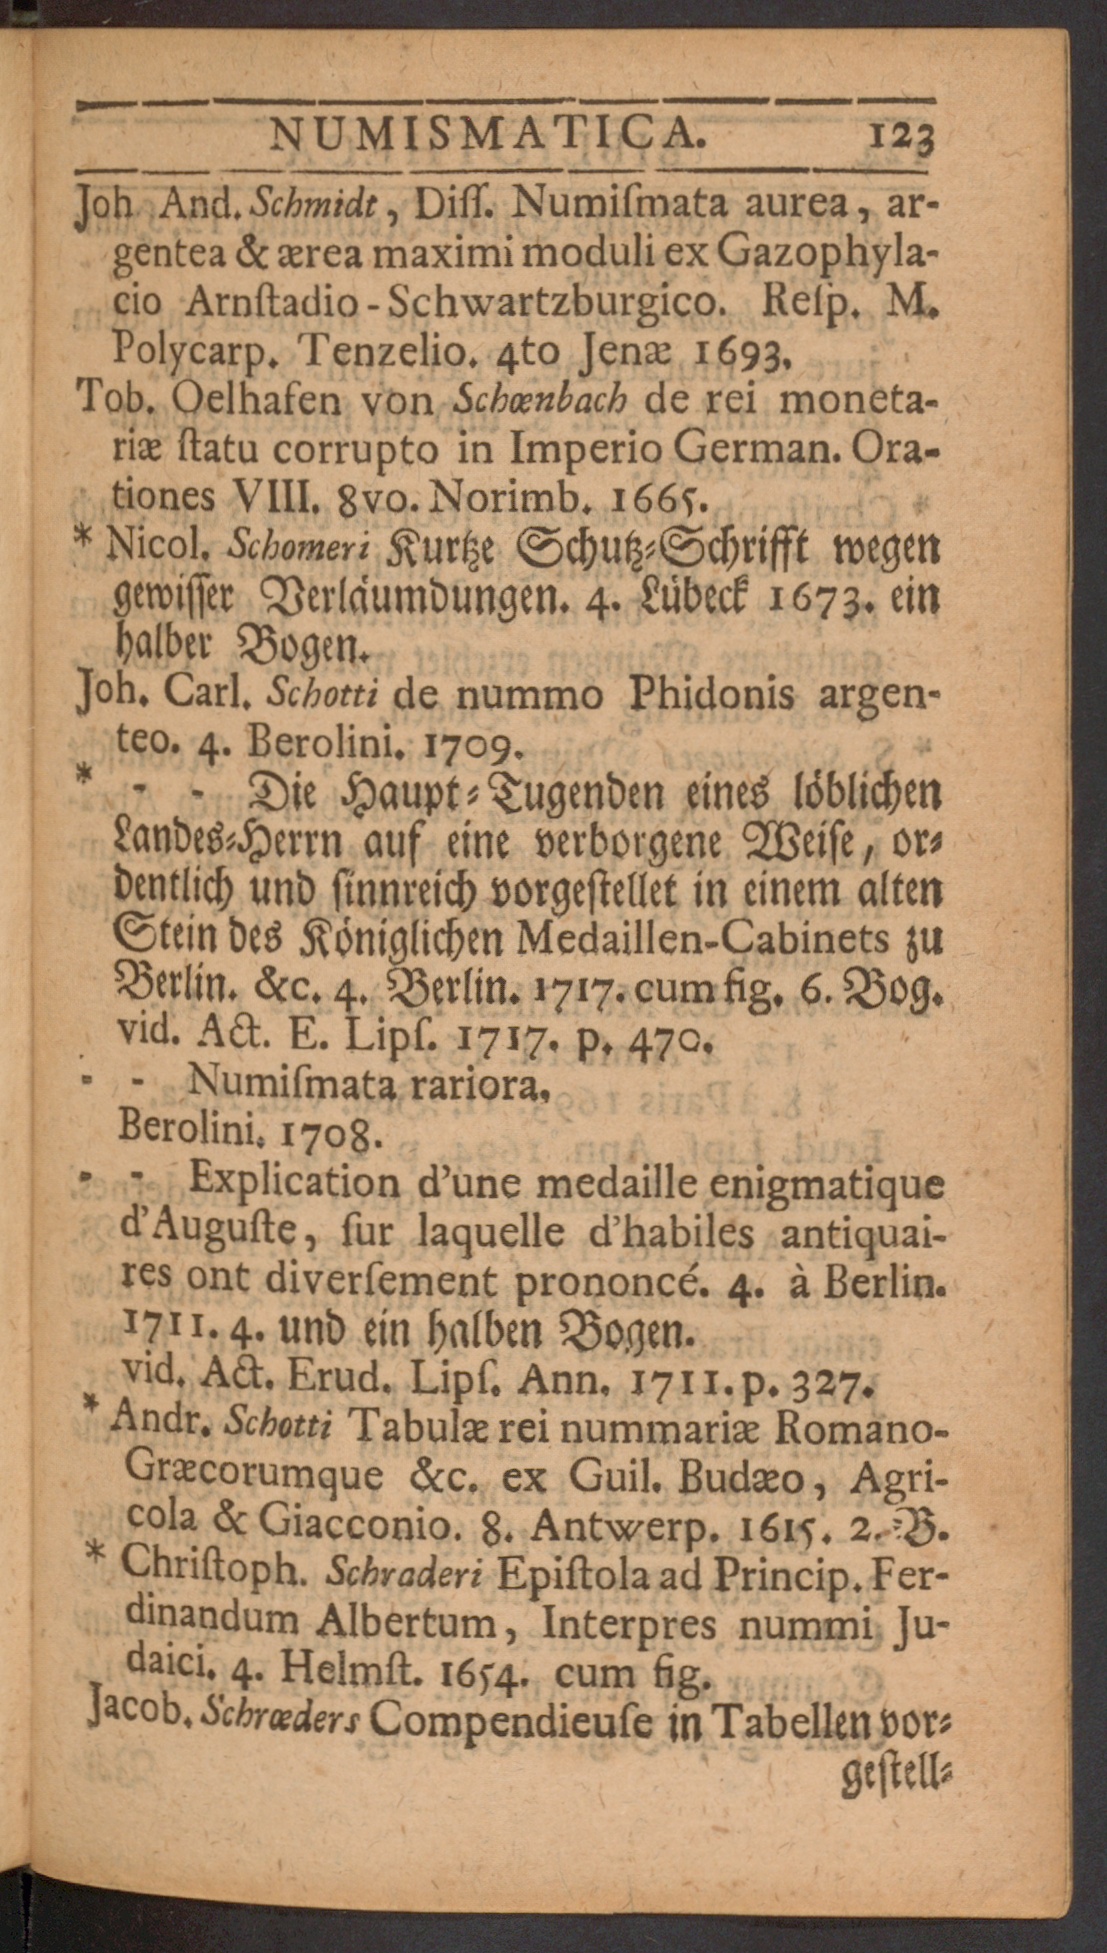 NUMISMATICA. 123
Joh And. Schmidt, Diſſ. Numiſmata aurea, ar-
gentea & ærea maximi moduli ex Gazophyla-
cio Arnſtadio-Schwartzburgico. Reſp. M.
Polycarp. Tenzelio. 4to Jenæ 1693.
Tob. Oelhafen von Schœnbach de rei moneta-
riæ ſtatu corrupto in Imperio German. Ora-
tiones VIII. 8vo. Norimb. 1665.
* Nicol. Schomeri Kurtze Schutz-Schrifft wegen
gewiſſer Verläumdungen. 4. Lübeck 1673. ein
halber Bogen.
Joh. Carl. Schotti de nummo Phidonis argen-
teo. 4. Berolini. 1709.
* - - Die Haupt-Tugenden eines löblichen
Landes-Herrn auf eine verborgene Weiſe, or-
dentlich und ſinnreich vorgeſtellet in einem alten
Stein des Königlichen Medaillen-Cabinets zu
Berlin. &c. 4. Berlin. 1717. cum fig. 6. Bog.
vid. Act. E. Lipſ. 1717. p. 470.
- - Numiſmata rariora.
Berolini. 1708.
- - Explication d'une medaille enigmatique
d'Auguſte, ſur laquelle d'habiles antiquai-
res ont diverſement prononcé. 4. à Berlin.
1711. 4. und ein halben Bogen.
vid. Act. Erud. Lipſ. Ann. 1711. p. 327.
* Andr. Schotti Tabulæ rei nummariæ Romano-
Græcorumque &c. ex Guil. Budæo, Agri-
cola & Giacconio. 8. Antwerp. 1615. 2. B.
* Chriſtoph. Schraderi Epiſtola ad Princip. Fer-
dinandum Albertum, Interpres nummi Ju-
daici. 4. Helmſt. 1654. cum fig.
Jacob. Schrœders Compendieuſe in Tabellen vor-
geſtell-